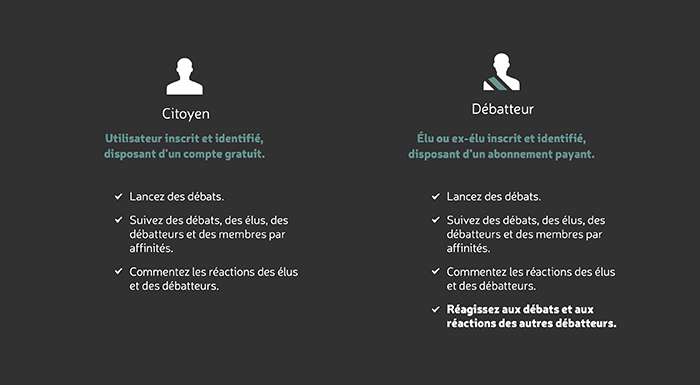 Citoyen
Utilisateur inscrit et identifié,
disposant d'un compte gratuit.
Lancez des débats.
Suivez des débats, des élus, des
débatteurs et des membres par
affinités.
Commentez les réactions des élus
et des débatteurs.
Débatteur
Élu ou ex-élu inscrit et identifié,
disposant d'un abonnement payant.
Lancez des débats.
Suivez des débats, des élus, des
débatteurs et des membres par
affinités.
Commentez les réactions des élus
et des débatteurs.
Réagissez aux débats et aux
réactions des autres débatteurs.